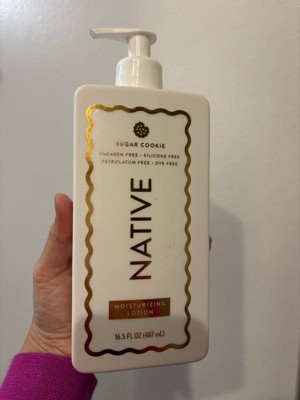 SUGAR COOKIE
PARABEN FREE • SILICONE FREE
PETROLATUM FREE • DYE FREE
NATIVE
MOISTURIZING
LOTION
16.5 FL OZ (487 mL)